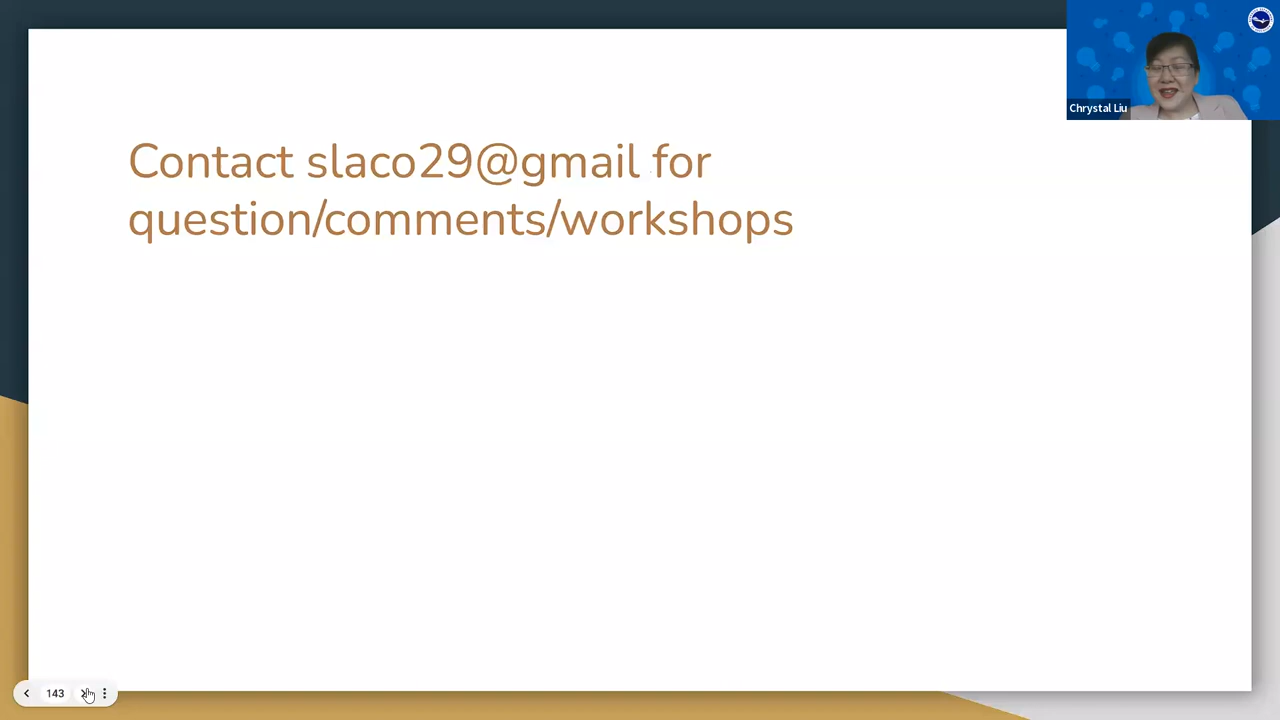 Chrystal Liu
Contact slaco29@gmail for
question/comments/workshops
143